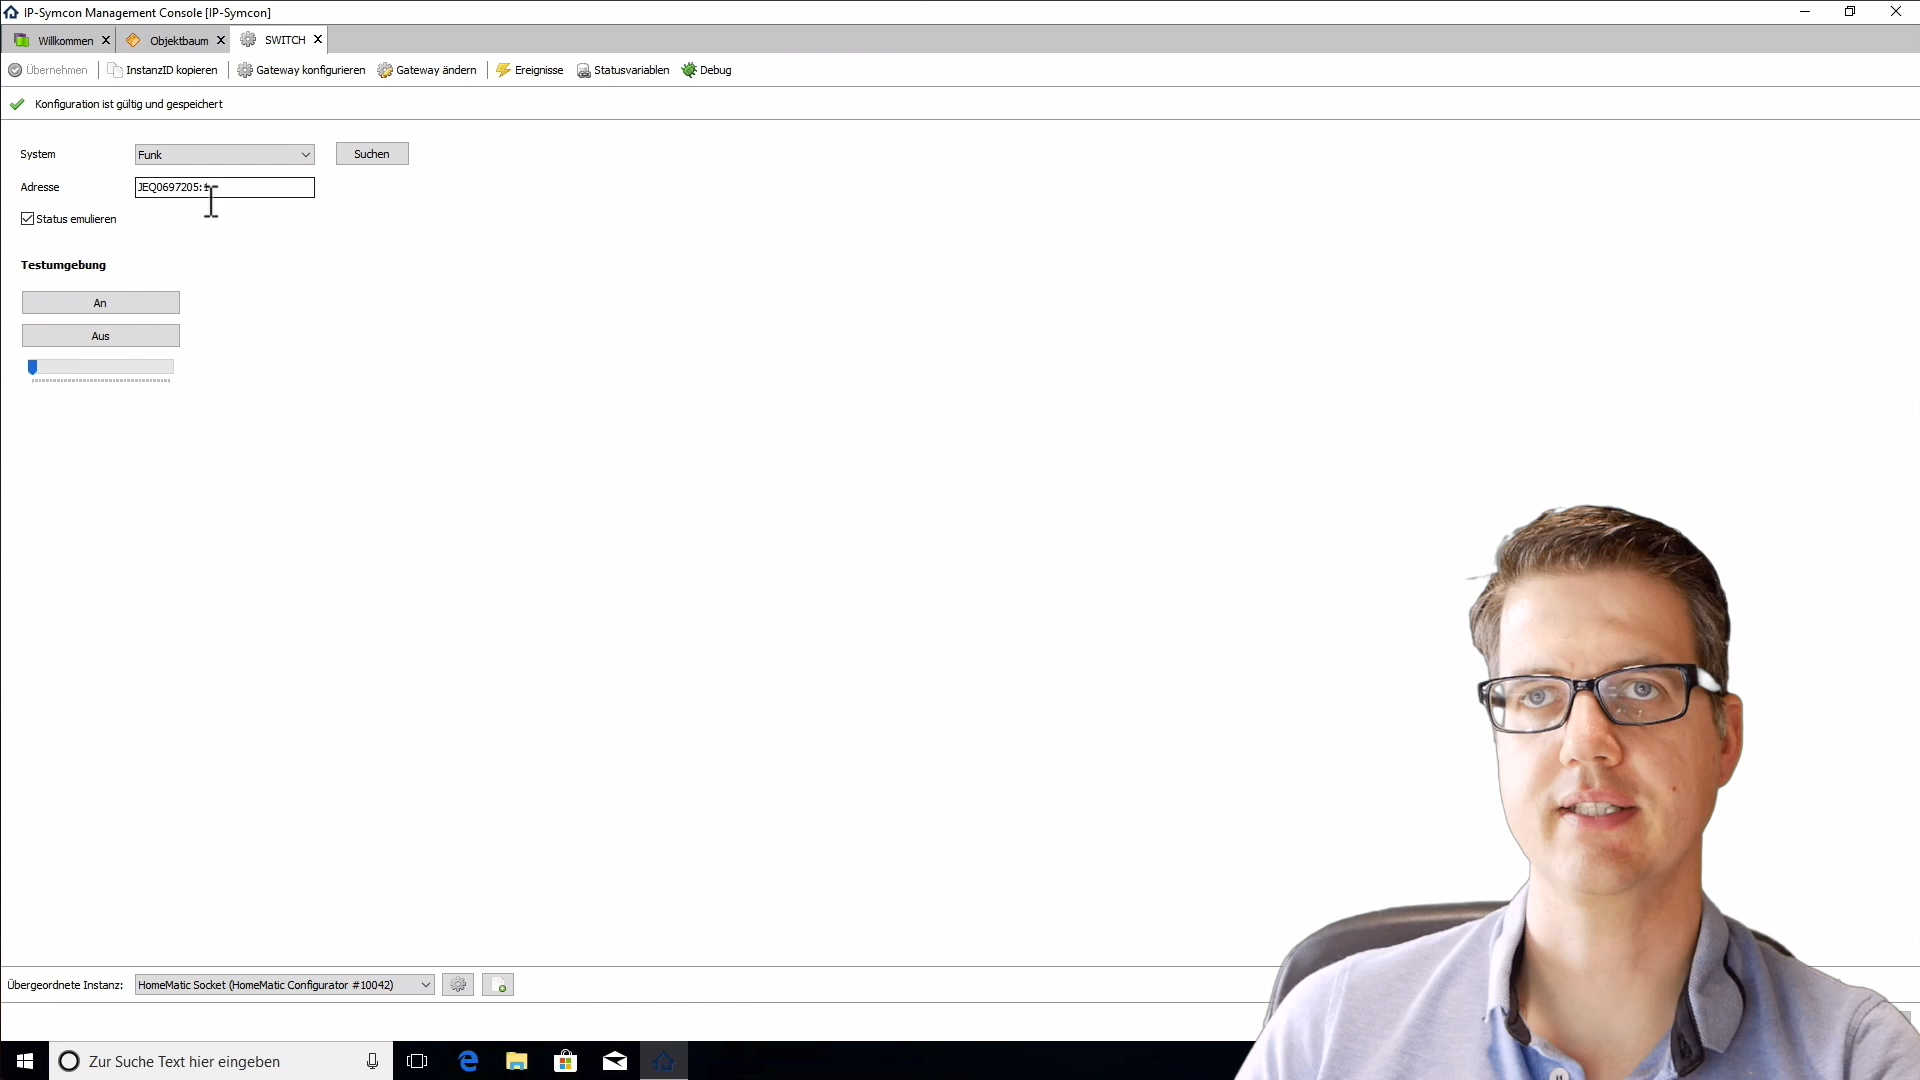 IP-Symcon Management Console [IP-Symcon]
Willkommen Objektbaum SWITCH
Übernehmen InstanzID kopieren Gateway konfigurieren Gateway ändern Ereignisse Statusvariablen Debug
Konfiguration ist gültig und gespeichert
System Funk Suchen
Adresse JEQ0697205:1
Status emulieren
Testumgebung
An
Aus
Übergeordnete Instanz: HomeMatic Socket (HomeMatic Configurator #10042)
Zur Suche Text hier eingeben